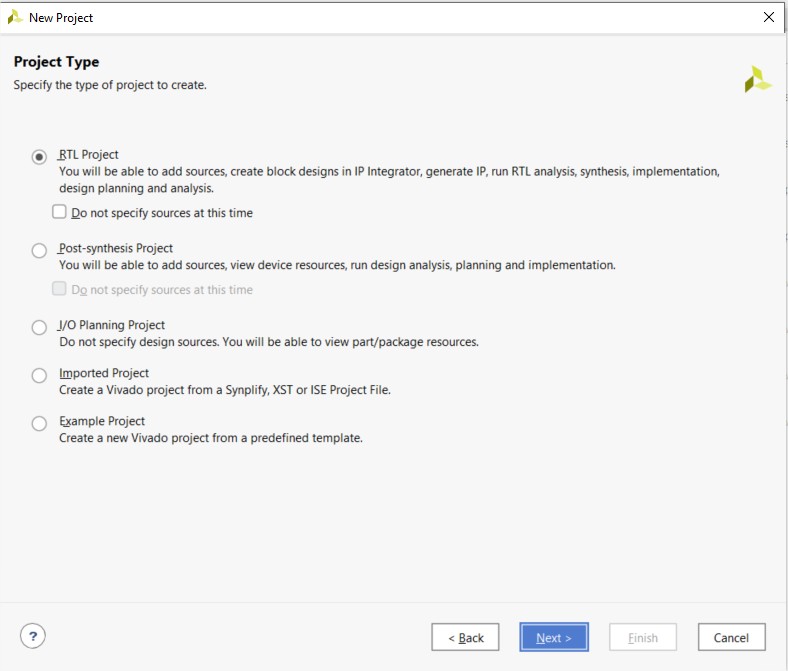 New Project
Project Type
Specify the type of project to create.
RTL Project
You will be able to add sources, create block designs in IP Integrator, generate IP, run RTL analysis, synthesis, implementation,
design planning and analysis.
Do not specify sources at this time
Post-synthesis Project
You will be able to add sources, view device resources, run design analysis, planning and implementation.
Do not specify sources at this time
I/O Planning Project
Do not specify design sources. You will be able to view part/package resources.
Imported Project
Create a Vivado project from a Synplify, XST or ISE Project File.
Example Project
Create a new Vivado project from a predefined template.
? < Back Next > Finish Cancel